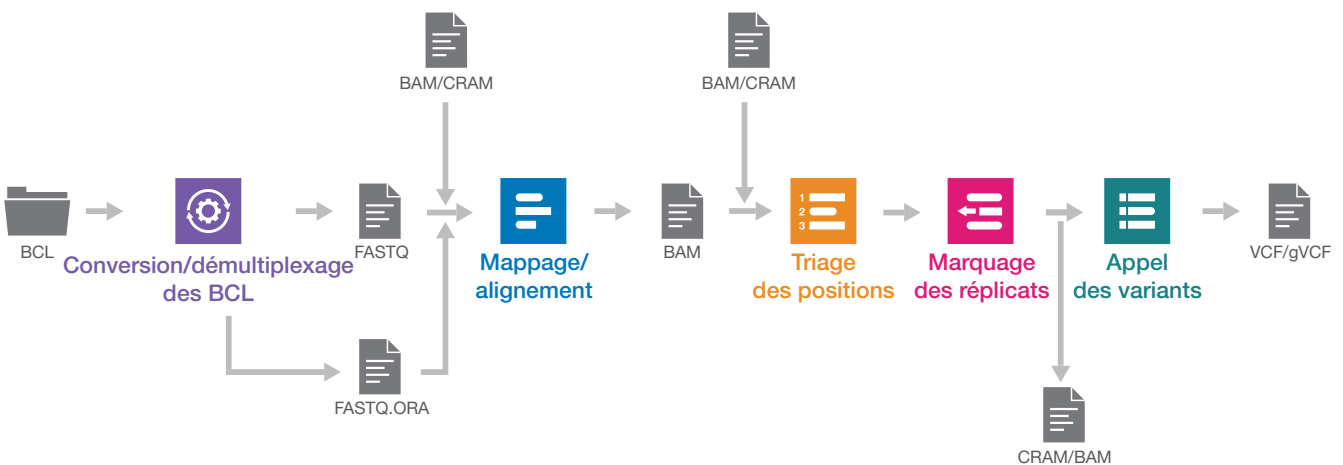 BAM/CRAM
BAM/CRAM
1
2
3
BCL
Conversion/démultiplexage
des BCL
FASTQ
Mappage/
alignement
BAM
Triage
des positions
Marquage
des réplicats
Appel
des variants
VCF/gVCF
FASTQ.ORA
CRAM/BAM